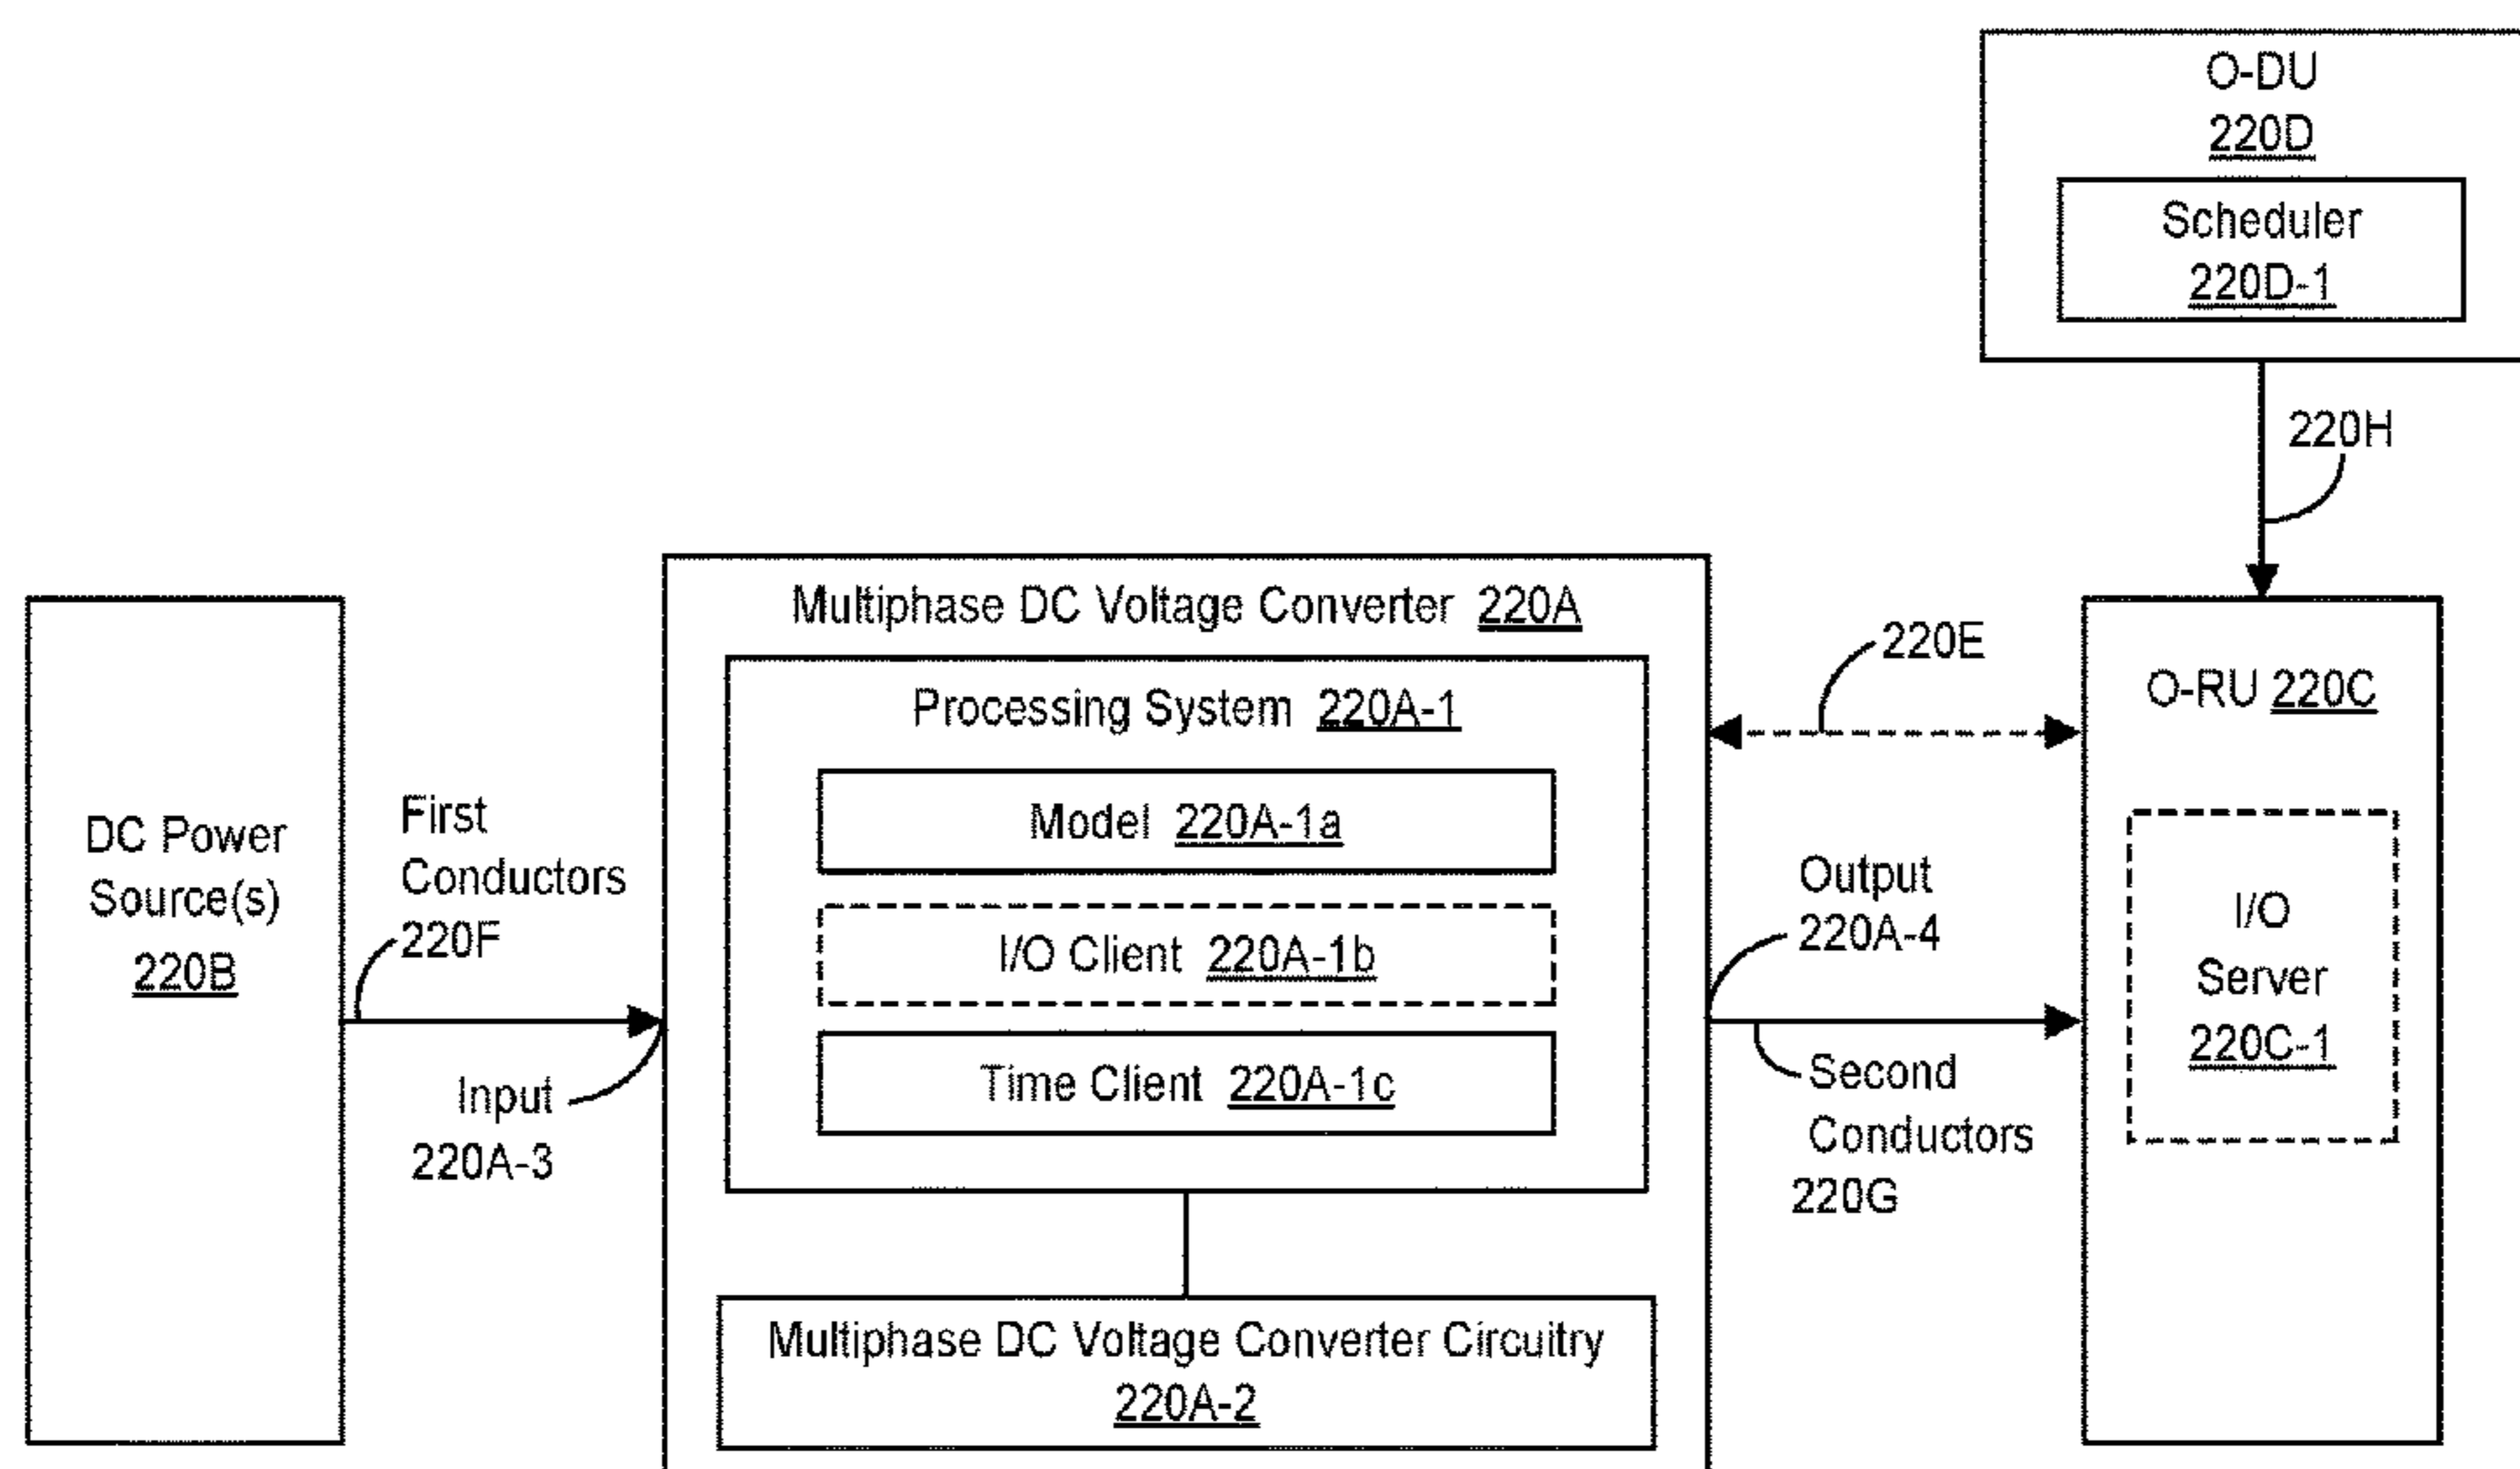 O-DU
220D
Scheduler
220D-1
220H
Multiphase DC Voltage Converter 220A
Processing System 220A-1
Model 220A-1a
I/O Client 220A-1b
Time Client 220A-1c
Multiphase DC Voltage Converter Circuitry
220A-2
DC Power
Source(s)
220B
First
Conductors
220F
Input
220A-3
220E
Output
220A-4
Second
Conductors
220G
O-RU 220C
I/O
Server
220C-1